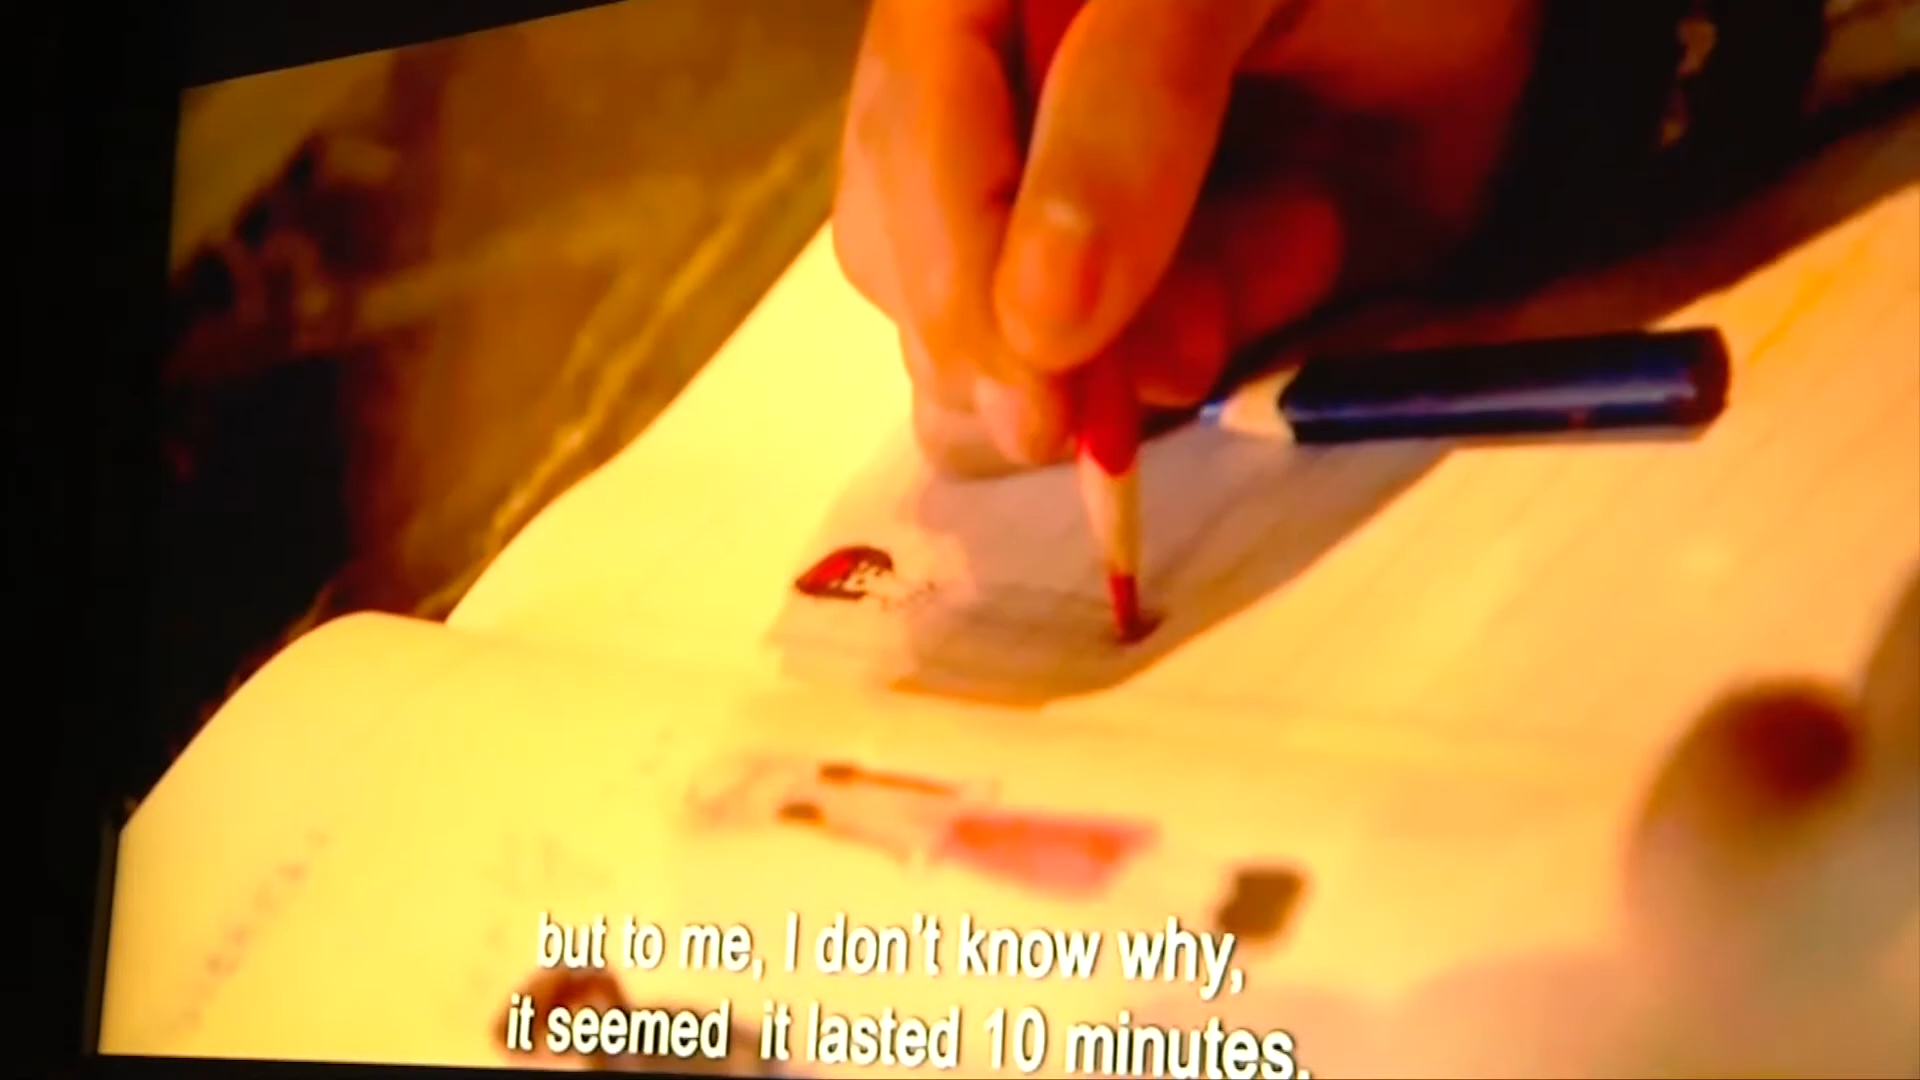 but to me, I don't know why,
it seemed it lasted 10 minutes.